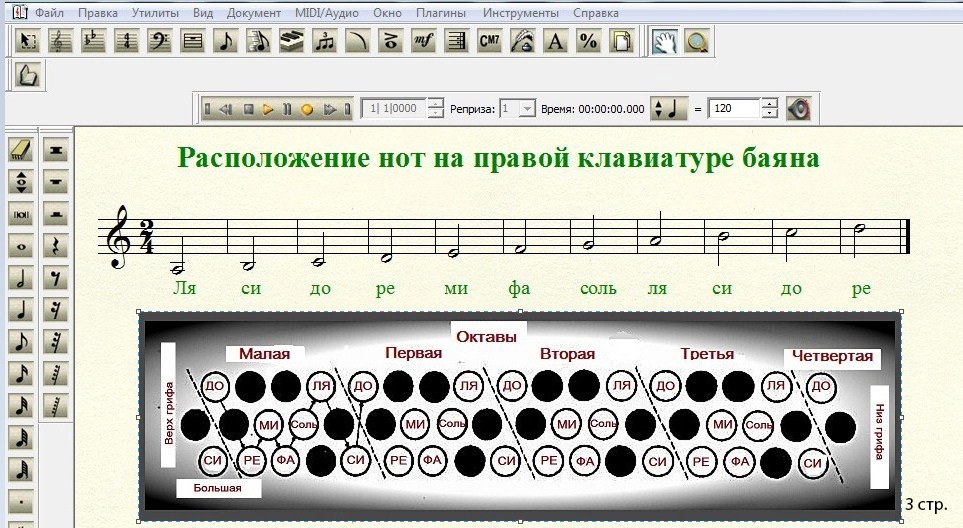 Файл Правка Утилиты Вид Документ MIDI/Аудио Окно Плагины Инструменты Справка
mf CM7 A %
1| 1|0000 Реприза: 1 Время: 00:00:00.000 = 120
Расположение нот на правой клавиатуре баяна
2
4
Ля си до ре ми фа соль ля си до ре
Октавы
Малая Первая Вторая Третья Четвертая
Верх грифа
ДО ЛЯ ДО ЛЯ ДО ЛЯ ДО ЛЯ ДО
МИ Соль МИ Соль МИ Соль МИ Соль
СИ РЕ ФА СИ РЕ ФА СИ РЕ ФА СИ РЕ ФА СИ
Низ грифа
Большая
3 стр.